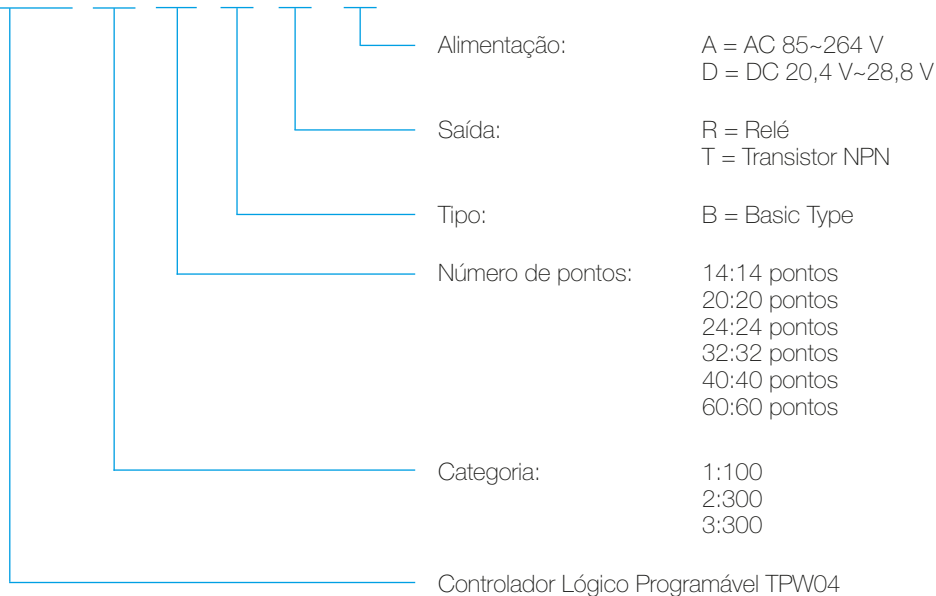 Alimentação: A = AC 85~264 V
D = DC 20,4 V~28,8 V
Saída: R = Relé
T = Transistor NPN
Tipo: B = Basic Type
Número de pontos: 14:14 pontos
20:20 pontos
24:24 pontos
32:32 pontos
40:40 pontos
60:60 pontos
Categoria: 1:100
2:300
3:300
Controlador Lógico Programável TPW04